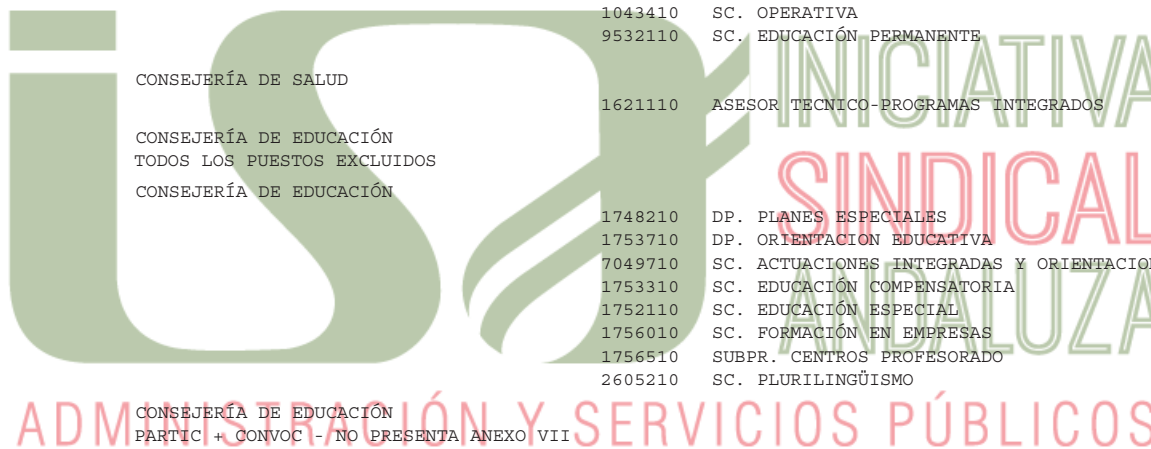 1043410 SC. OPERATIVA
9532110 SC. EDUCACIÓN PERMANENTE
CONSEJERÍA DE SALUD
1621110 ASESOR TECNICO-PROGRAMAS INTEGRADOS
CONSEJERÍA DE EDUCACIÓN
TODOS LOS PUESTOS EXCLUIDOS
CONSEJERÍA DE EDUCACIÓN
1748210 DP. PLANES ESPECIALES
1753710 DP. ORIENTACION EDUCATIVA
7049710 SC. ACTUACIONES INTEGRADAS Y ORIENTACION
1753310 SC. EDUCACIÓN COMPENSATORIA
1752110 SC. EDUCACIÓN ESPECIAL
1756010 SC. FORMACIÓN EN EMPRESAS
1756510 SUBPR. CENTROS PROFESORADO
2605210 SC. PLURILINGÜISMO
CONSEJERÍA DE EDUCACIÓN
PARTIC + CONVOC - NO PRESENTA ANEXO VII
isa
INICIATIVA
SINDICAL
ANDALUZA
ADMINISTRACIÓN Y SERVICIOS PÚBLICOS